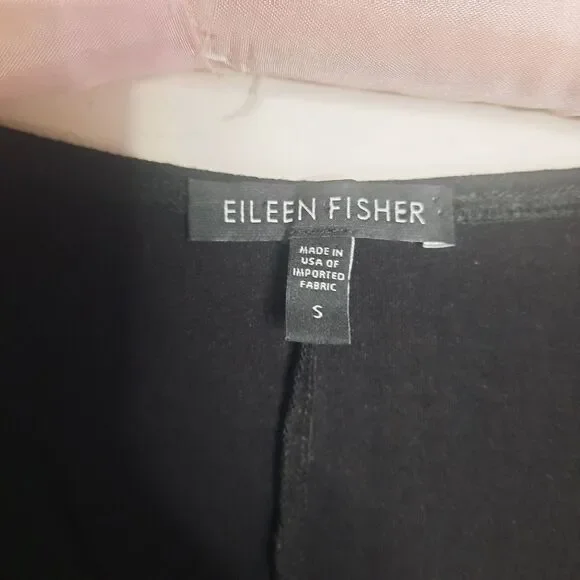 EILEEN FISHER
MADE IN
USA OF
IMPORTED
FABRIC
S